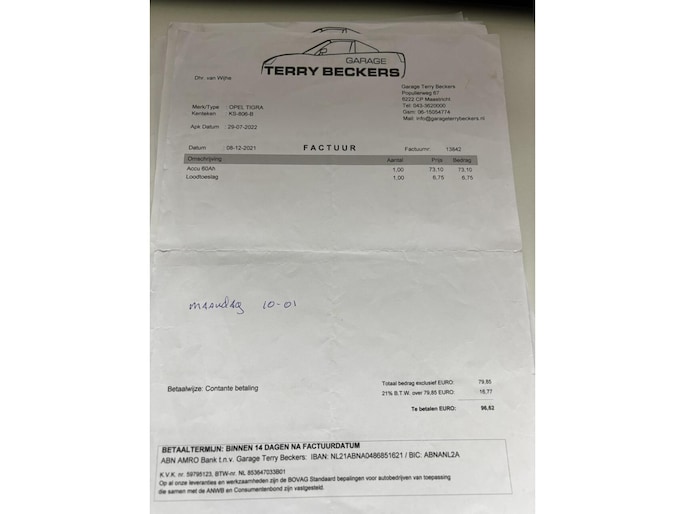 GARAGE
TERRY BECKERS
Dhr. van Wijhe
Garage Terry Beckers
Populierweg 67
6222 CP Maastricht
Tel: 043-3620000
Gsm: 06-15054774
Mail: info@garageterrybeckers.nl
Merk/Type : OPEL TIGRA
Kenteken : KS-806-B
Apk Datum : 29-07-2022
Datum : 08-12-2021 FACTUUR Factuurnr : 13842
Omschrijving Aantal Prijs Bedrag
Accu 60Ah 1,00 73,10 73,10
Loodtoeslag 1,00 6,75 6,75
maandag 10-01
Betaalwijze: Contante betaling
Totaal bedrag exclusief EURO: 79,85
21% B.T.W. over 79,85 EURO: 16,77
Te betalen EURO: 96,62
BETAALTERMIJN: BINNEN 14 DAGEN NA FACTUURDATUM
ABN AMRO Bank t.n.v. Garage Terry Beckers: IBAN: NL21ABNA0486851621 / BIC: ABNANL2A
K.V.K. nr. 59795123, BTW-nr. NL 853647033B01
Op al onze leveranties en werkzaamheden zijn de BOVAG Standaard bepalingen voor autobedrijven van toepassing
die samen met de ANWB en Consumentenbond zijn vastgesteld.